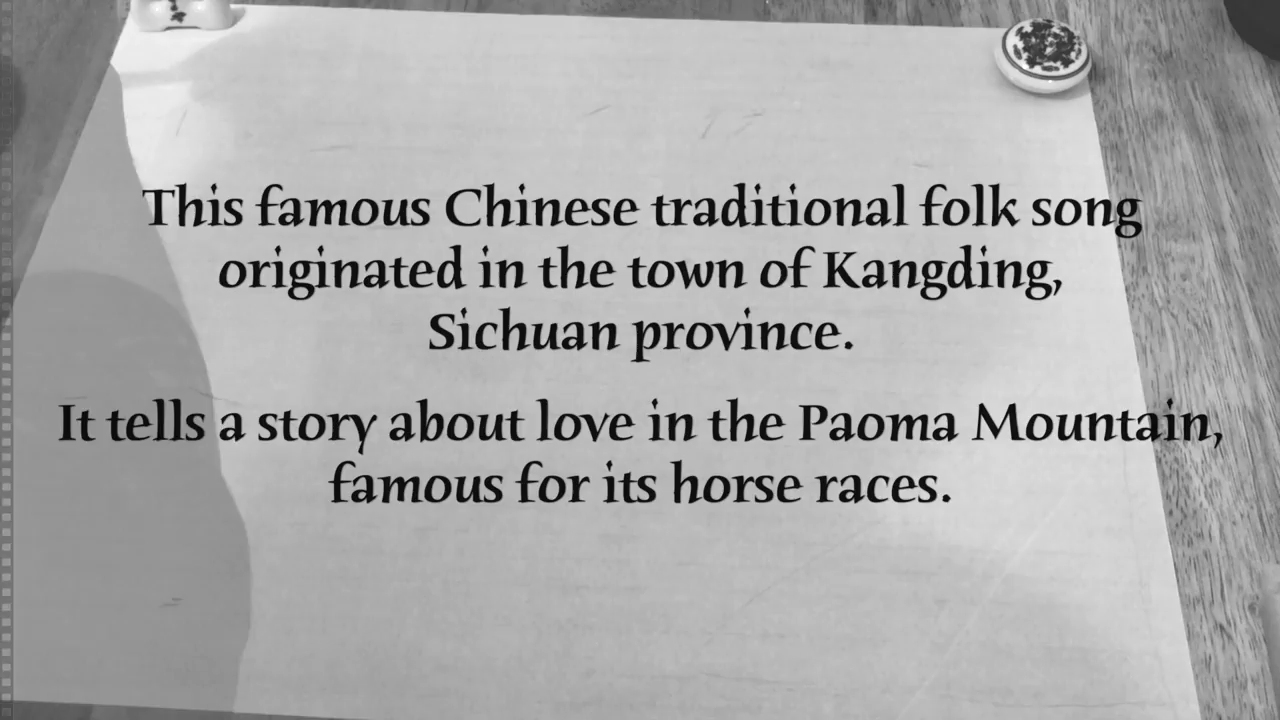 This famous Chinese traditional folk song
originated in the town of Kangding,
Sichuan province.
It tells a story about love in the Paoma Mountain,
famous for its horse races.